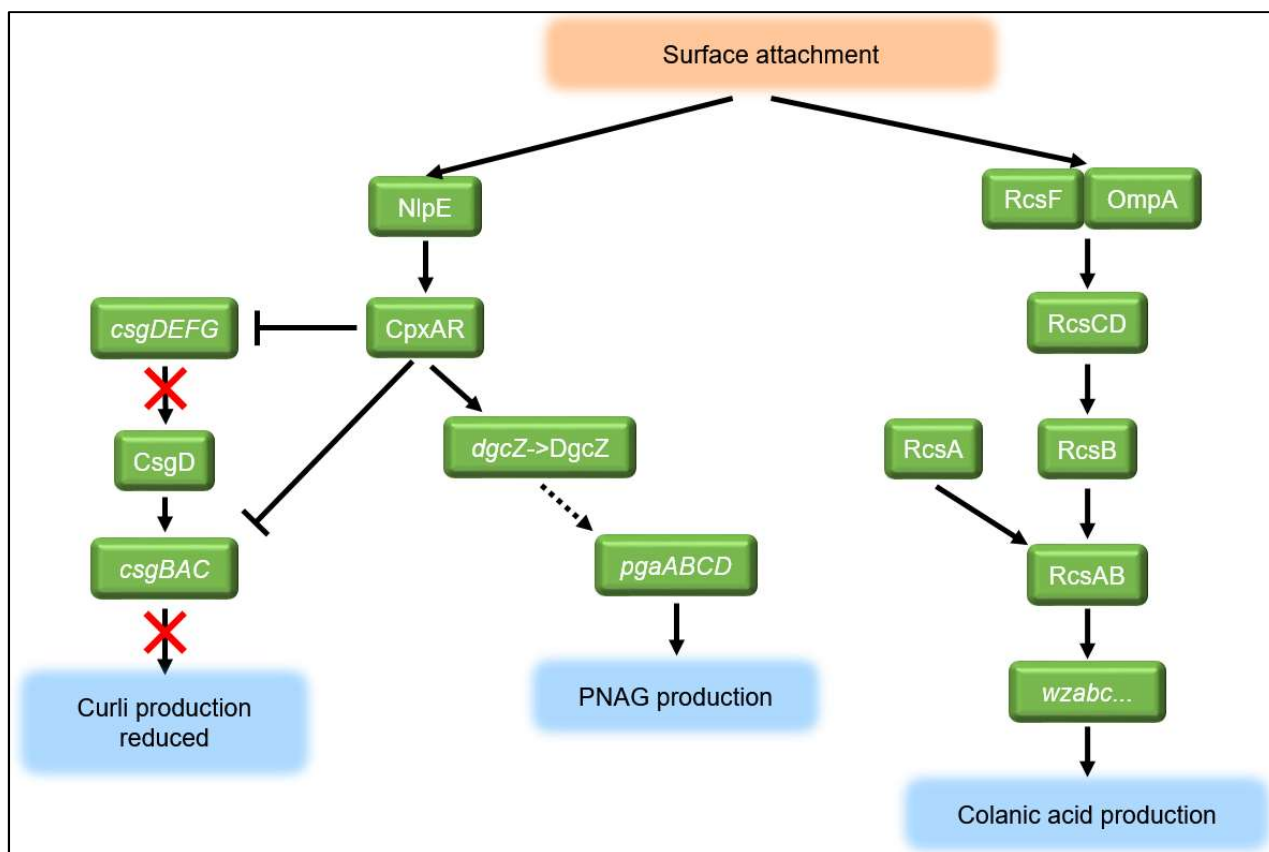 Surface attachment
NlpE
RcsF
OmpA
csgDEFG
CpxAR
RcsCD
CsgD
dgcZ->DgcZ
RcsA
RcsB
csgBAC
pgaABCD
RcsAB
Curli production
reduced
PNAG production
wzabc...
Colanic acid production